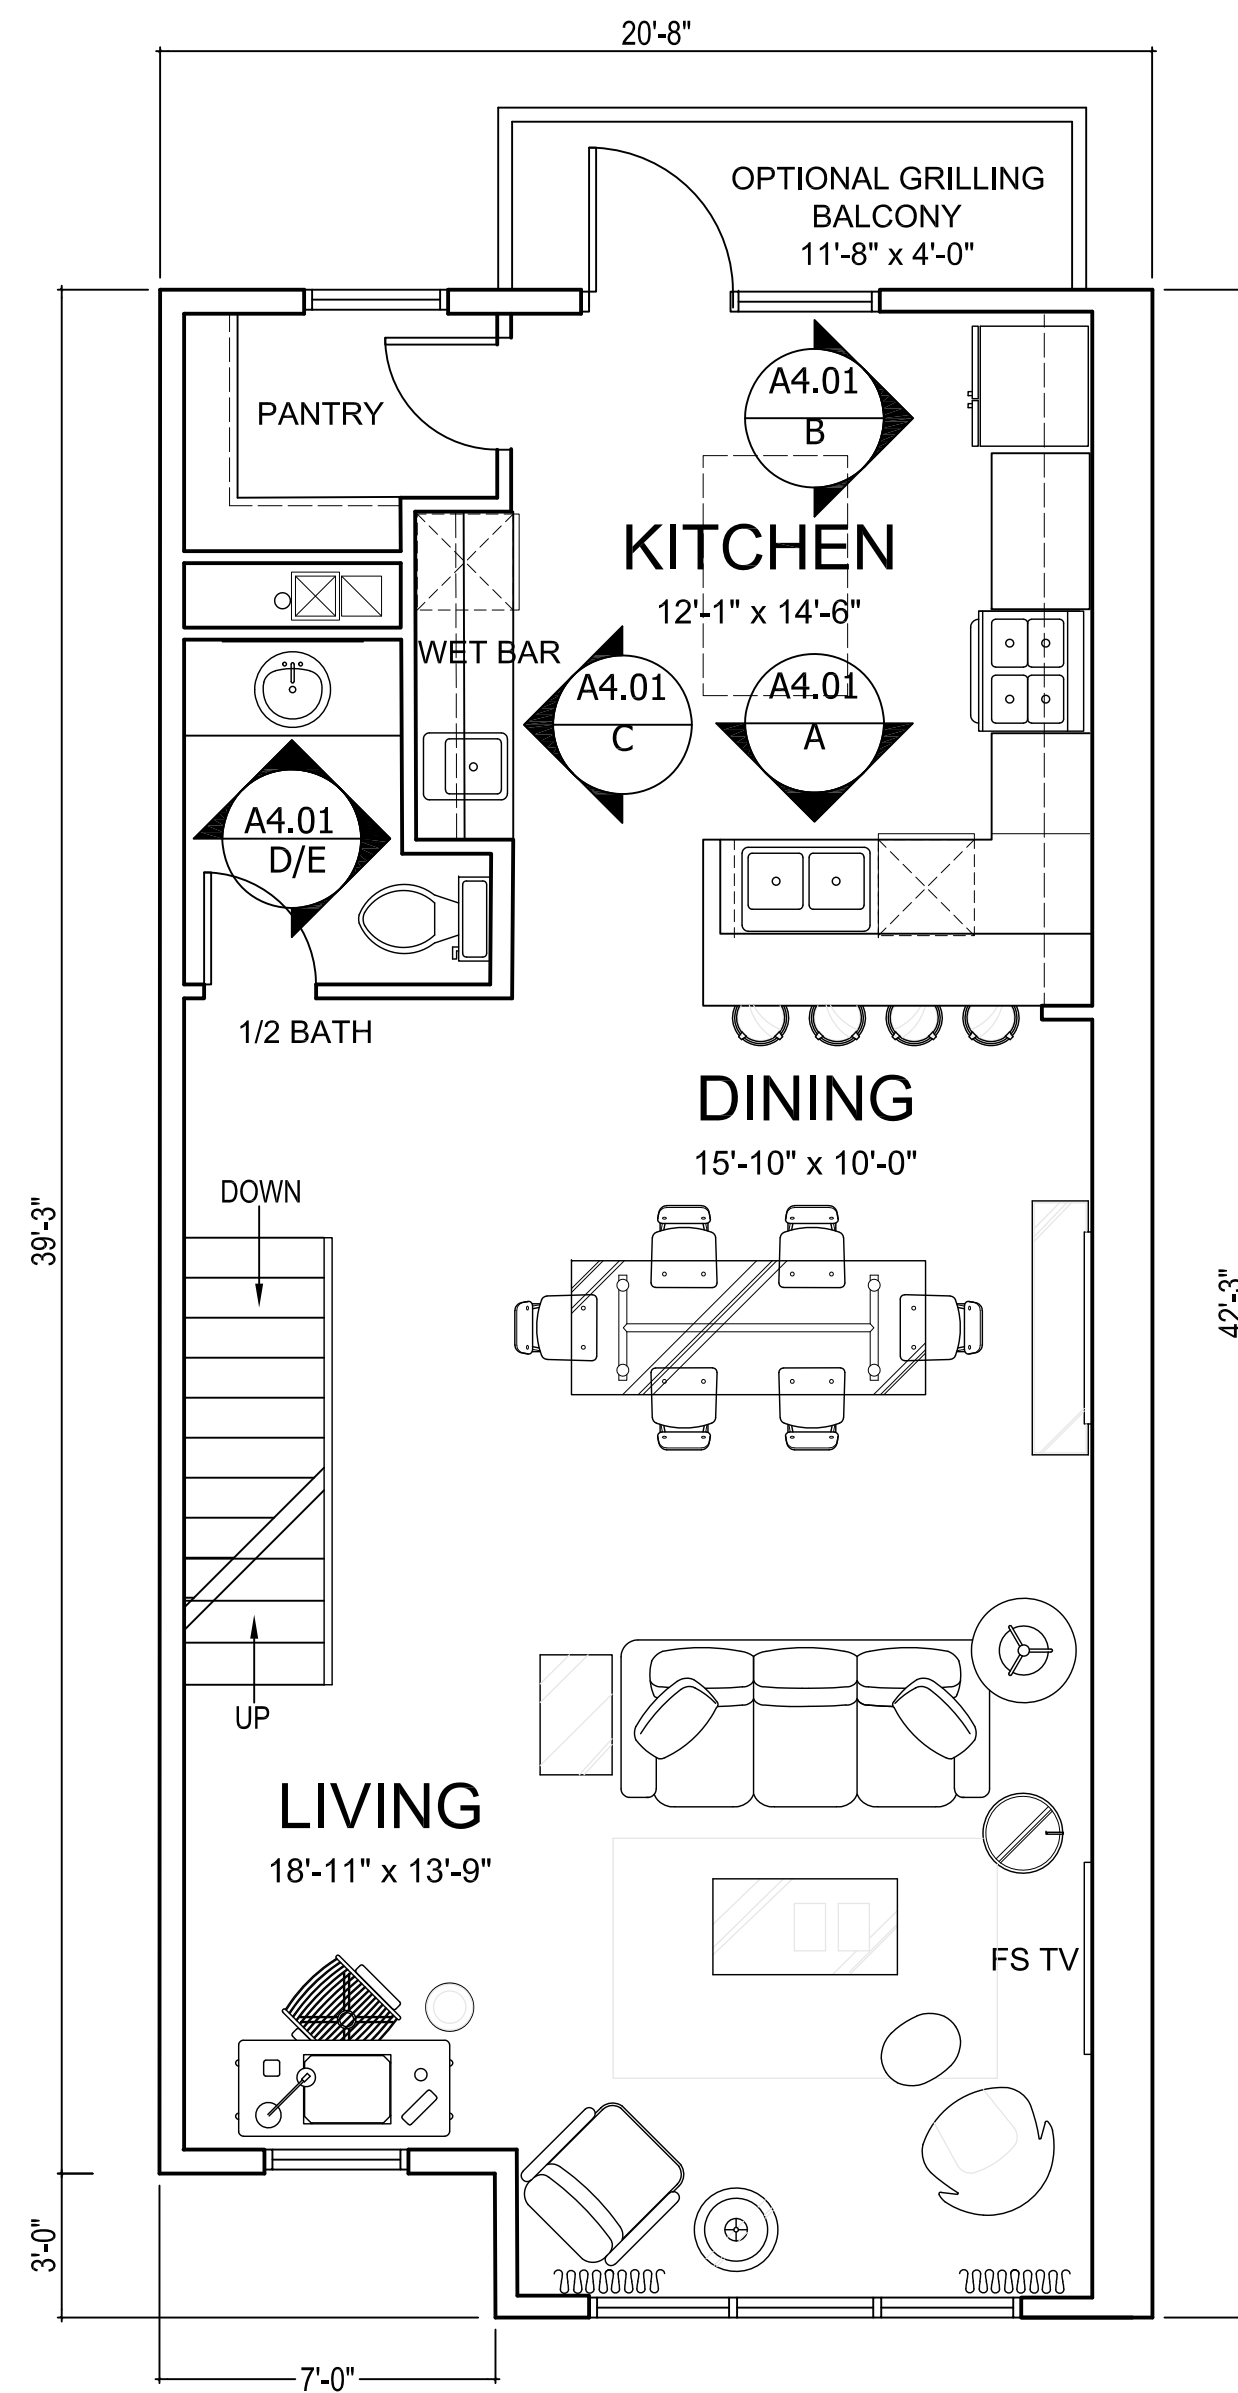 20'-8"
OPTIONAL GRILLING
BALCONY
11'-8" x 4'-0"
A4.01
B
PANTRY
KITCHEN
12'-1" x 14'-6"
WET BAR
A4.01
C
A4.01
A
A4.01
D/E
1/2 BATH
DINING
15'-10" x 10'-0"
DOWN
39'-3"
42'-3"
UP
LIVING
18'-11" x 13'-9"
FS TV
3'-0"
7'-0"